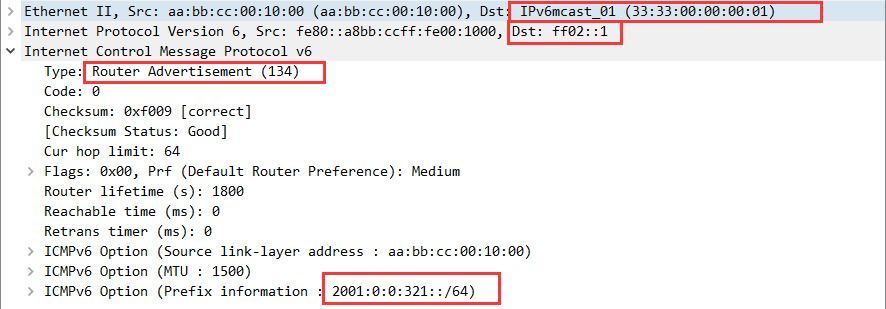 Ethernet II, Src: aa:bb:cc:00:10:00 (aa:bb:cc:00:10:00), Dst: IPv6mcast_01 (33:33:00:00:00:01)
Internet Protocol Version 6, Src: fe80::a8bb:ccff:fe00:1000, Dst: ff02::1
Internet Control Message Protocol v6
Type: Router Advertisement (134)
Code: 0
Checksum: 0xf009 [correct]
[Checksum Status: Good]
Cur hop limit: 64
Flags: 0x00, Prf (Default Router Preference): Medium
Router lifetime (s): 1800
Reachable time (ms): 0
Retrans timer (ms): 0
ICMPv6 Option (Source link-layer address : aa:bb:cc:00:10:00)
ICMPv6 Option (MTU : 1500)
ICMPv6 Option (Prefix information : 2001:0:0:321::/64)